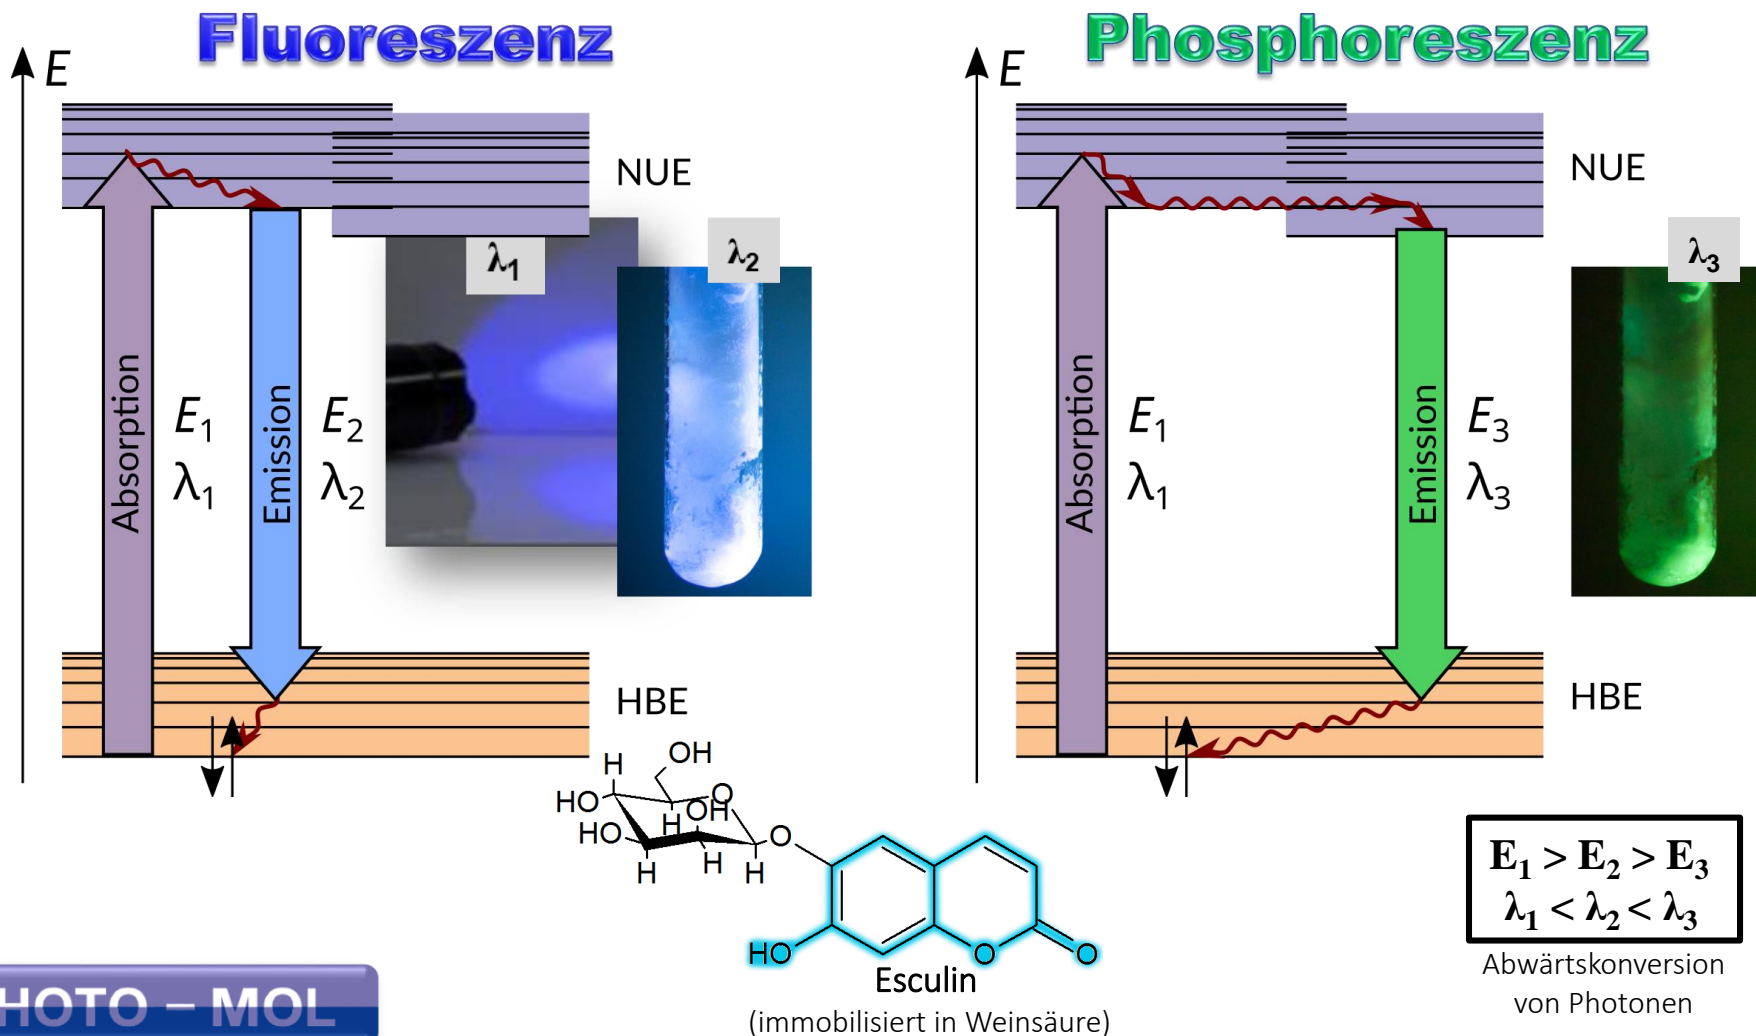 Fluoreszenz
E
NUE
λ1
λ2
Absorption
E1
λ1
Emission
E2
λ2
HBE
Phosphoreszenz
E
NUE
λ3
Absorption
E1
λ1
Emission
E3
λ3
HBE
OH
H
HO
O
OH
H
HO
O
H
H
H
HO
O
O
Esculin
(immobilisiert in Weinsäure)
E1 > E2 > E3
λ1 < λ2 < λ3
Abwärtskonversion
von Photonen
HOTO – MOL